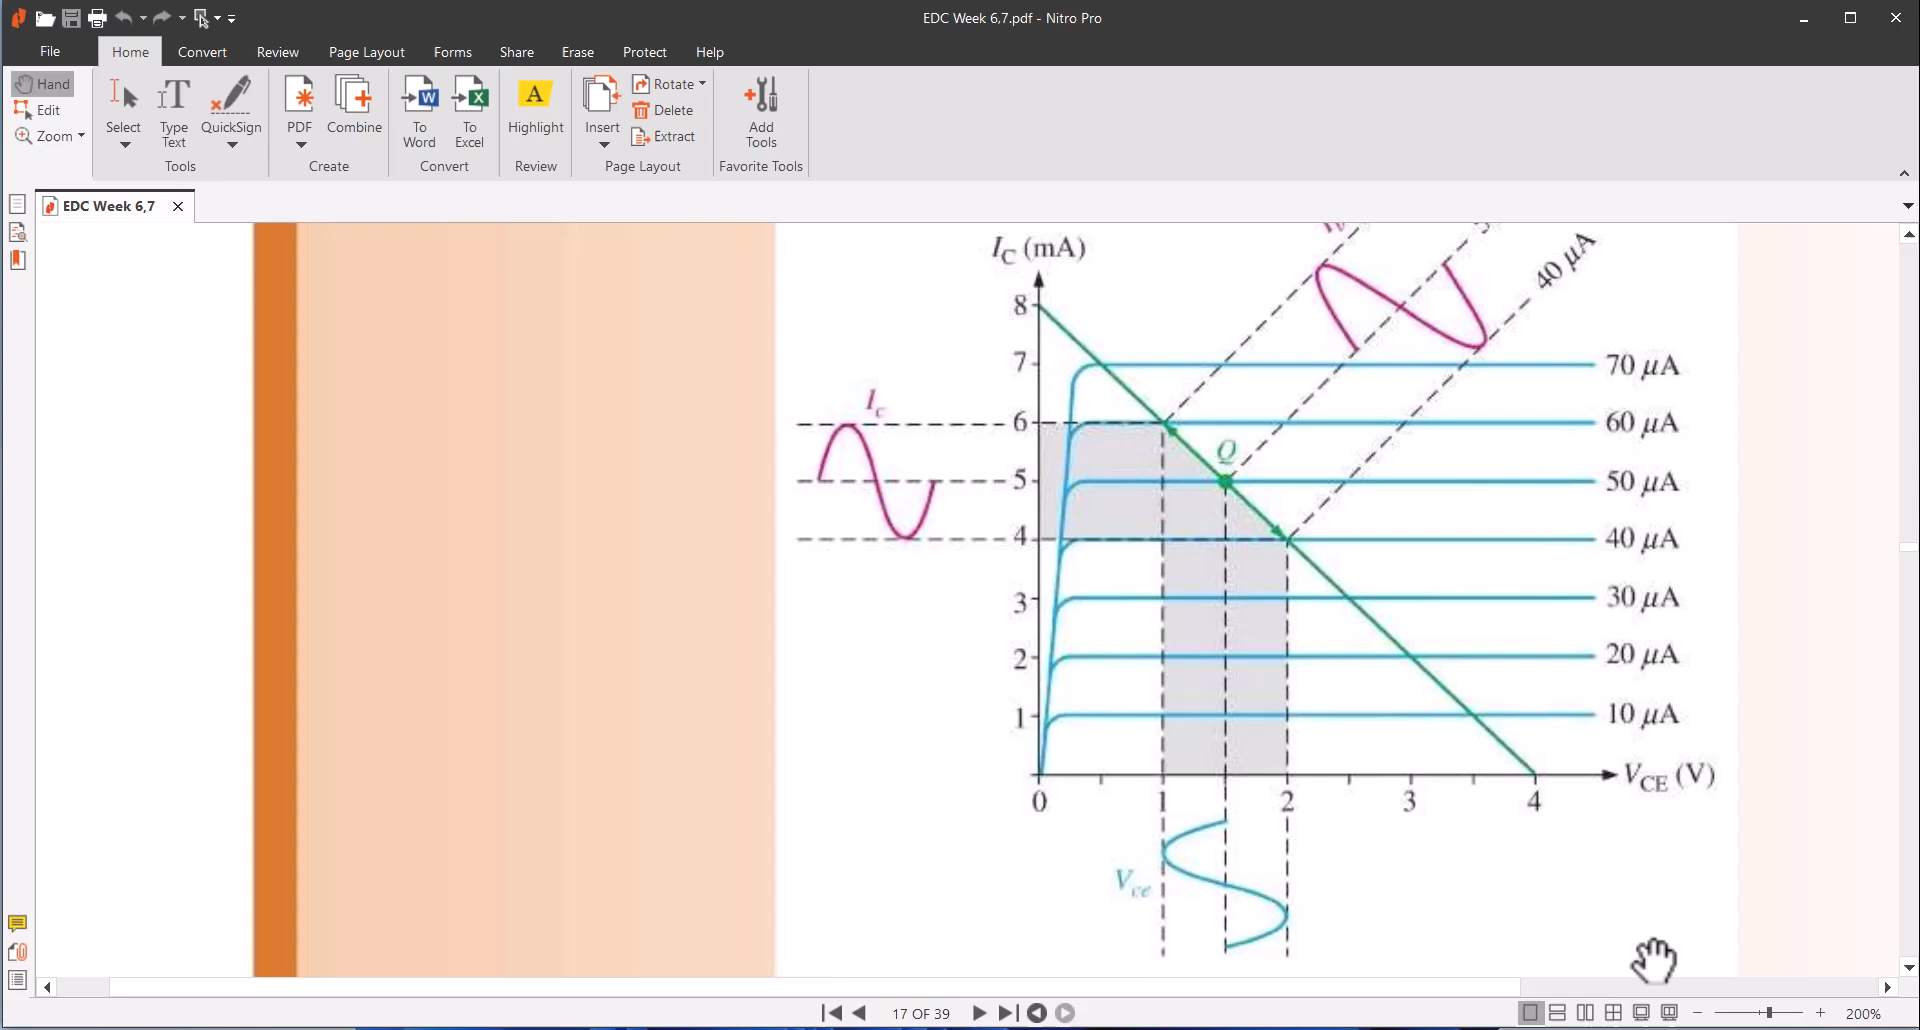 EDC Week 6,7.pdf - Nitro Pro
File
Home
Convert
Review
Page Layout
Forms
Share
Erase
Protect
Help
Hand
Edit
Zoom
Select
Type Text
QuickSign
Tools
PDF
Combine
Create
To Word
To Excel
Convert
Highlight
Review
Insert
Rotate
Delete
Extract
Page Layout
Add Tools
Favorite Tools
EDC Week 6,7
I_C (mA)
40 μA
8
7
70 μA
I_c
6
60 μA
Q
5
50 μA
4
40 μA
3
30 μA
2
20 μA
1
10 μA
V_CE (V)
0
1
2
3
4
V_ce
17 OF 39
200%